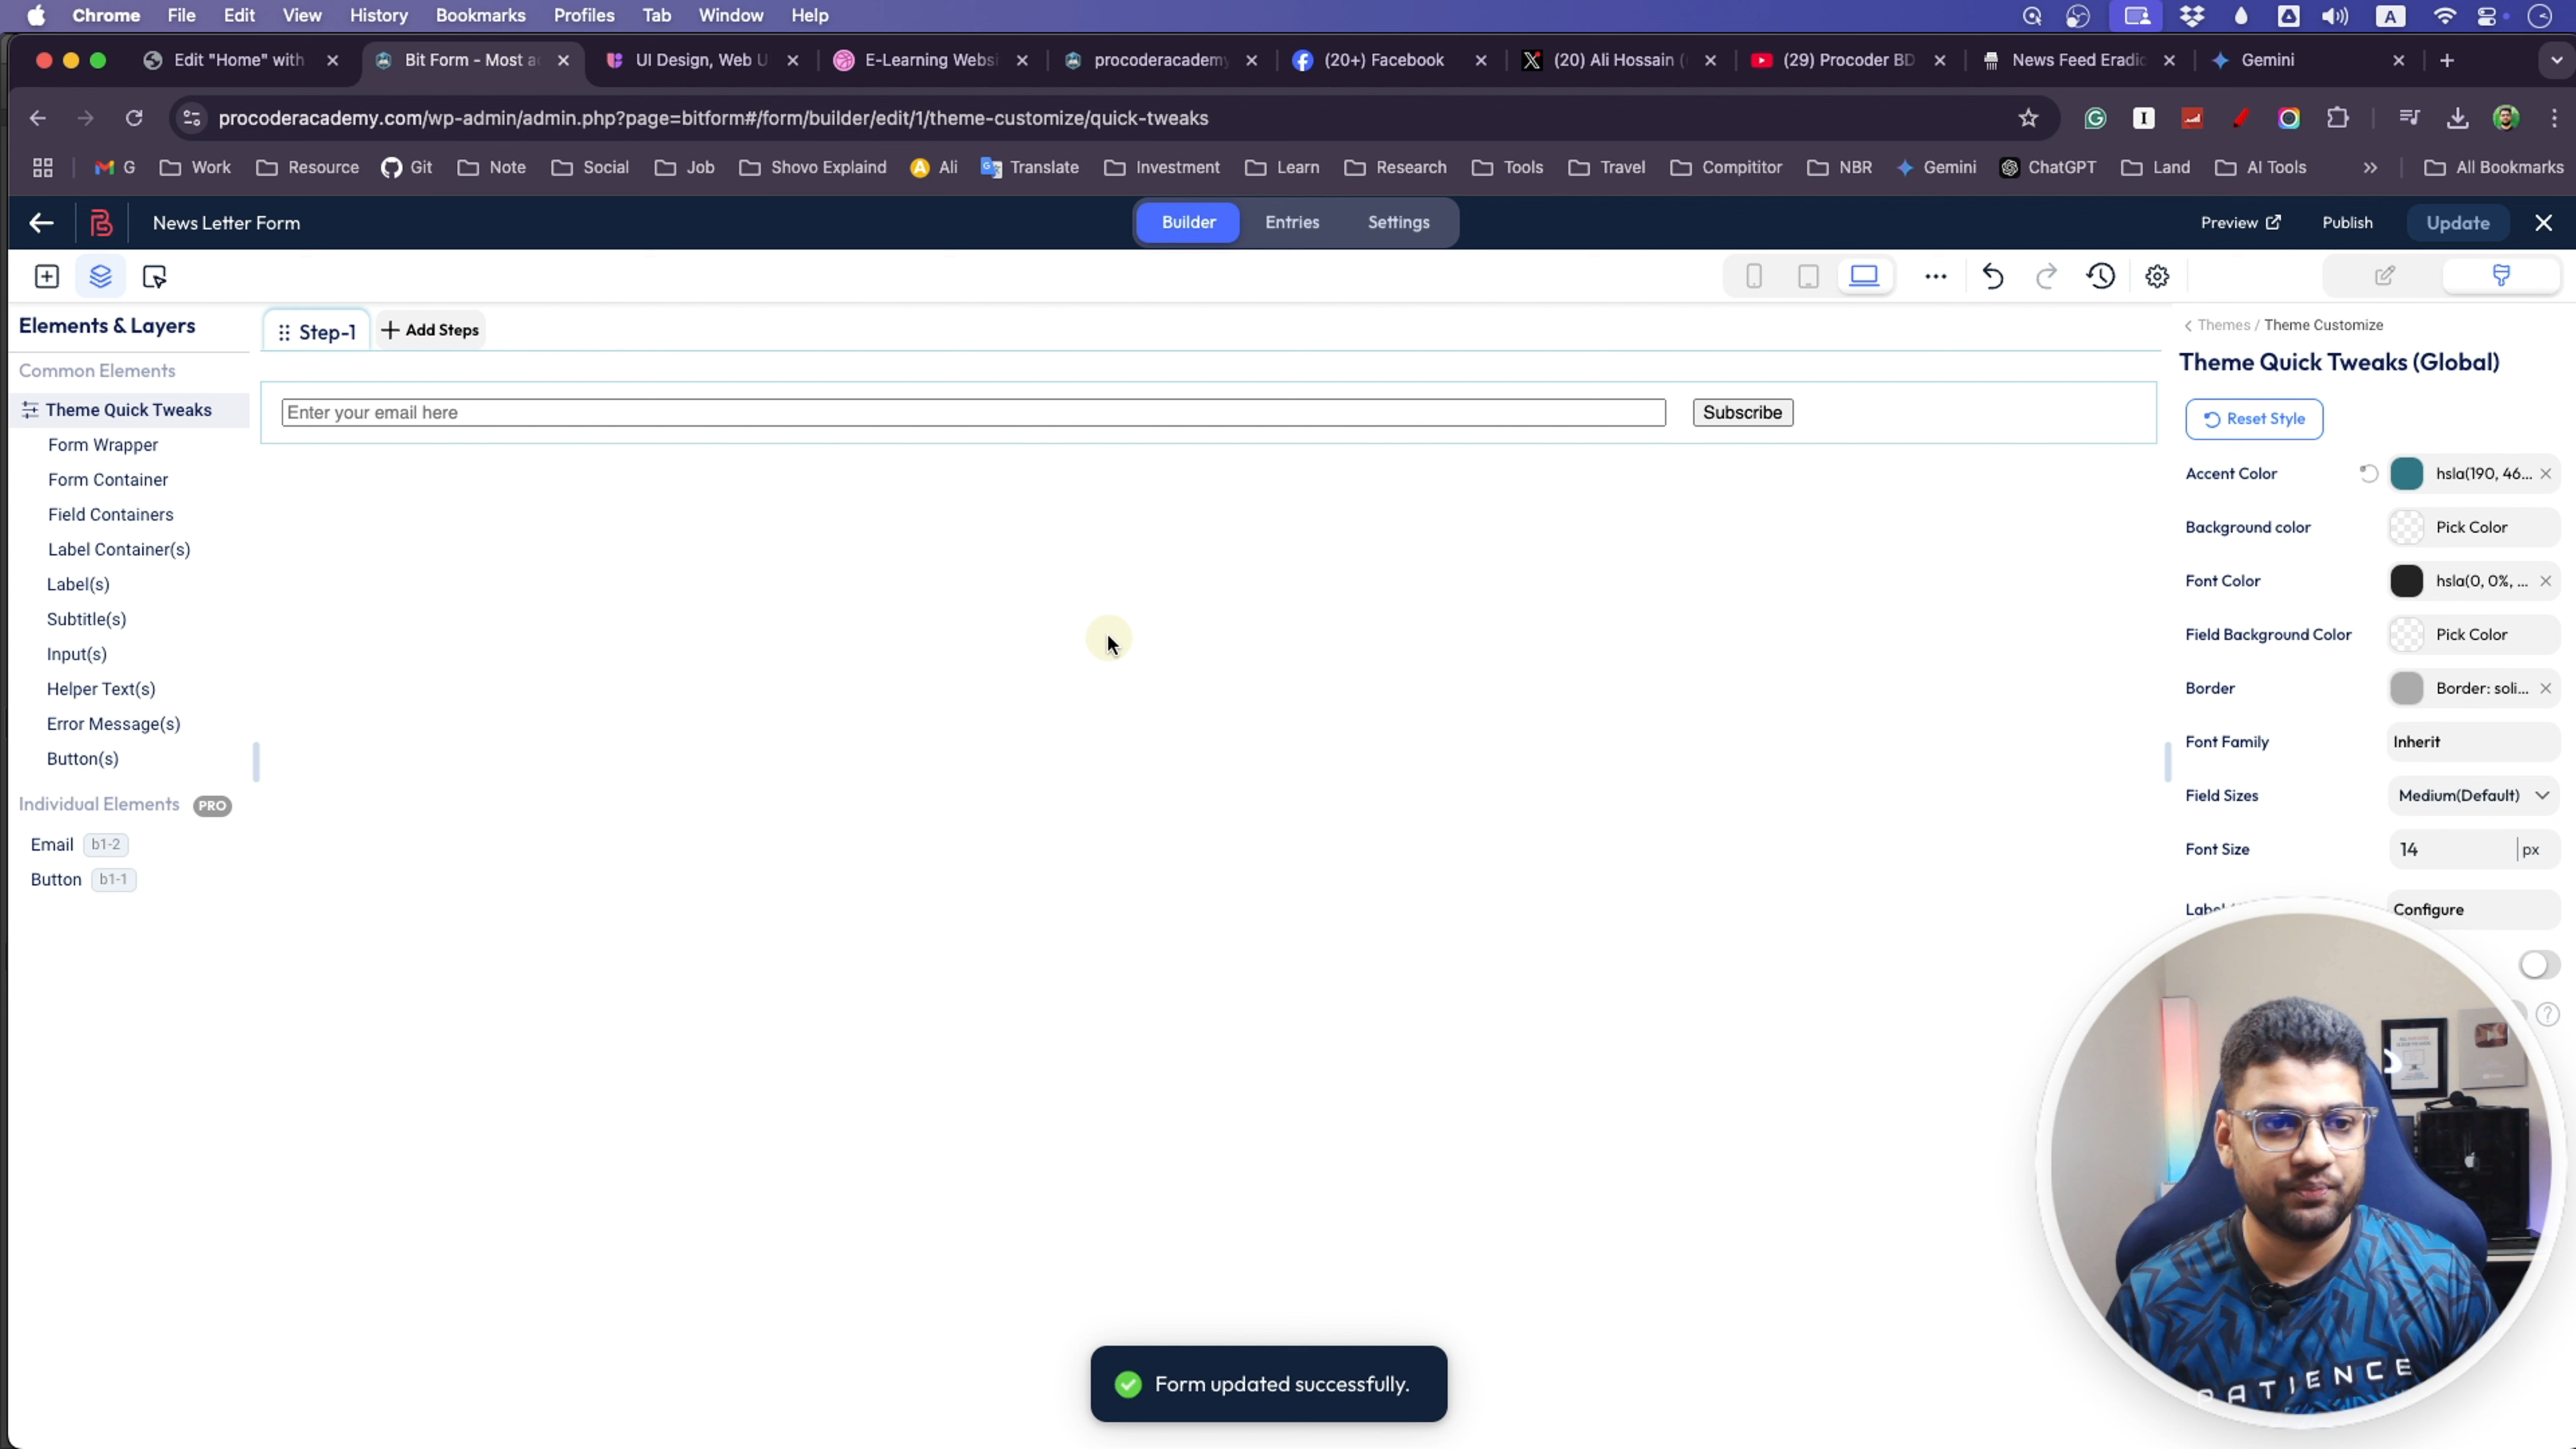 Chrome File Edit View History Bookmarks Profiles Tab Window Help
Edit "Home" with
Bit Form - Most a
UI Design, Web U
E-Learning Websi
procoderacademy
(20+) Facebook
(20) Ali Hossain (
(29) Procoder BD
News Feed Eradic
Gemini
procoderacademy.com/wp-admin/admin.php?page=bitform#/form/builder/edit/1/theme-customize/quick-tweaks
G Work Resource Git Note Social Job Shovo Explaind Ali Translate Investment Learn Research Tools Travel Compititor NBR Gemini ChatGPT Land AI Tools » All Bookmarks
News Letter Form
Builder Entries Settings
Preview Publish Update
Elements & Layers
Step-1
+ Add Steps
Common Elements
Theme Quick Tweaks
Form Wrapper
Form Container
Field Containers
Label Container(s)
Label(s)
Subtitle(s)
Input(s)
Helper Text(s)
Error Message(s)
Button(s)
Individual Elements PRO
Email b1-2
Button b1-1
Enter your email here
Subscribe
Themes / Theme Customize
Theme Quick Tweaks (Global)
Reset Style
Accent Color hsla(190, 46...
Background color Pick Color
Font Color hsla(0, 0%, ...
Field Background Color Pick Color
Border Border: soli...
Font Family Inherit
Field Sizes Medium(Default)
Font Size 14 px
Label Configure
PATIENCE
Form updated successfully.